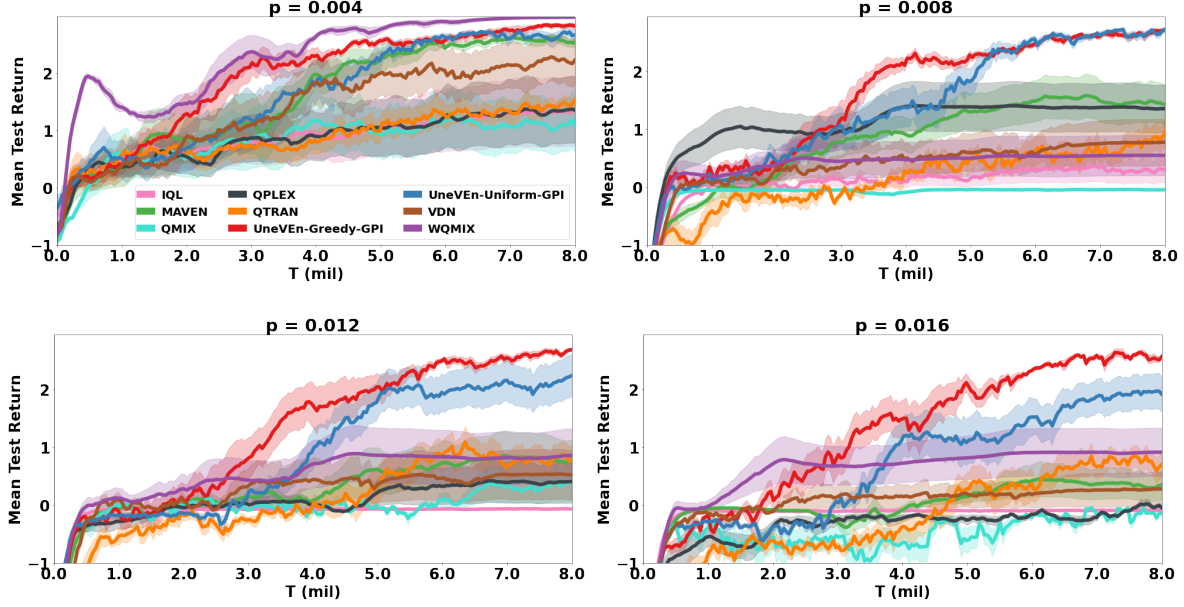 p = 0.004
Mean Test Return
2
1
0
−1
IQL
MAVEN
QMIX
QPLEX
QTRAN
UneVEn-Greedy-GPI
UneVEn-Uniform-GPI
VDN
WQMIX
0.0 1.0 2.0 3.0 4.0 5.0 6.0 7.0 8.0
T (mil)
p = 0.008
Mean Test Return
2
1
0
−1
0.0 1.0 2.0 3.0 4.0 5.0 6.0 7.0 8.0
T (mil)
p = 0.012
Mean Test Return
2
1
0
−1
0.0 1.0 2.0 3.0 4.0 5.0 6.0 7.0 8.0
T (mil)
p = 0.016
Mean Test Return
2
1
0
−1
0.0 1.0 2.0 3.0 4.0 5.0 6.0 7.0 8.0
T (mil)